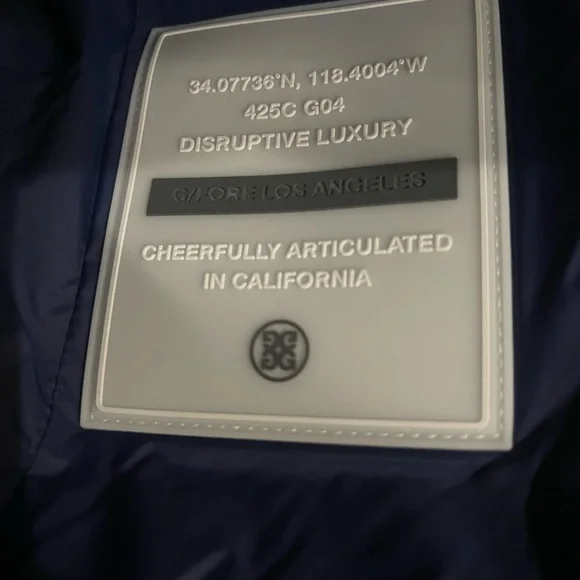 34.07736°N, 118.4004°W
425C G04
DISRUPTIVE LUXURY
G/FORE LOS ANGELES
CHEERFULLY ARTICULATED
IN CALIFORNIA